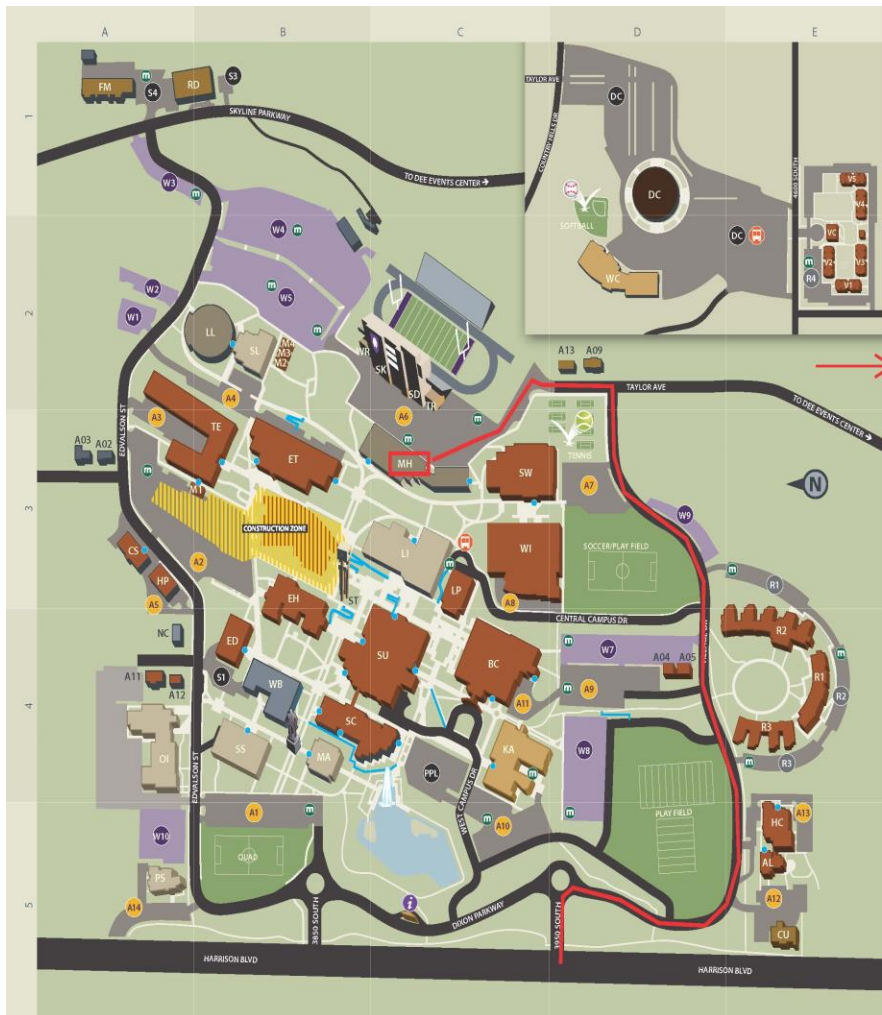 A
B
C
D
E
1
2
3
4
5
FM
S4
RD
S3
m
SKYLINE PARKWAY
TO DEE EVENTS CENTER
W3
m
W4
m
W5
m
m
W2
W1
LL
SL
M4
M3
M2
WR
SK
SD
TR
TAYLOR AVE
COUNTRY HILLS DR
DC
DC
DC
SOFTBALL
WC
4600 SOUTH
V5
V4
VC
V2
V3
V1
m
R4
A13
A09
TAYLOR AVE
TO DEE EVENTS CENTER
EDVALSON ST
A3
A4
A6
m
m
TE
ET
MH
SW
TENNIS
A7
A03
A02
m
M1
CONSTRUCTION ZONE
N
W9
CS
HP
A2
A5
LI
WI
SOCCER/PLAY FIELD
m
LP
A8
ST
EH
CENTRAL CAMPUS DR
m
R1
NC
ED
SU
BC
m
W7
A04
A05
R2
m
R1
R2
A11
A12
S1
WB
A11
m
A9
R3
R3
m
OI
SS
SC
MA
KA
m
W8
PPL
EDVALSON ST
WEST CAMPUS DR
A1
m
m
A10
m
PLAY FIELD
HC
A13
AL
W10
QUAD
PS
A14
i
3850 SOUTH
DIXON PARKWAY
3950 SOUTH
A12
CU
HARRISON BLVD
HARRISON BLVD